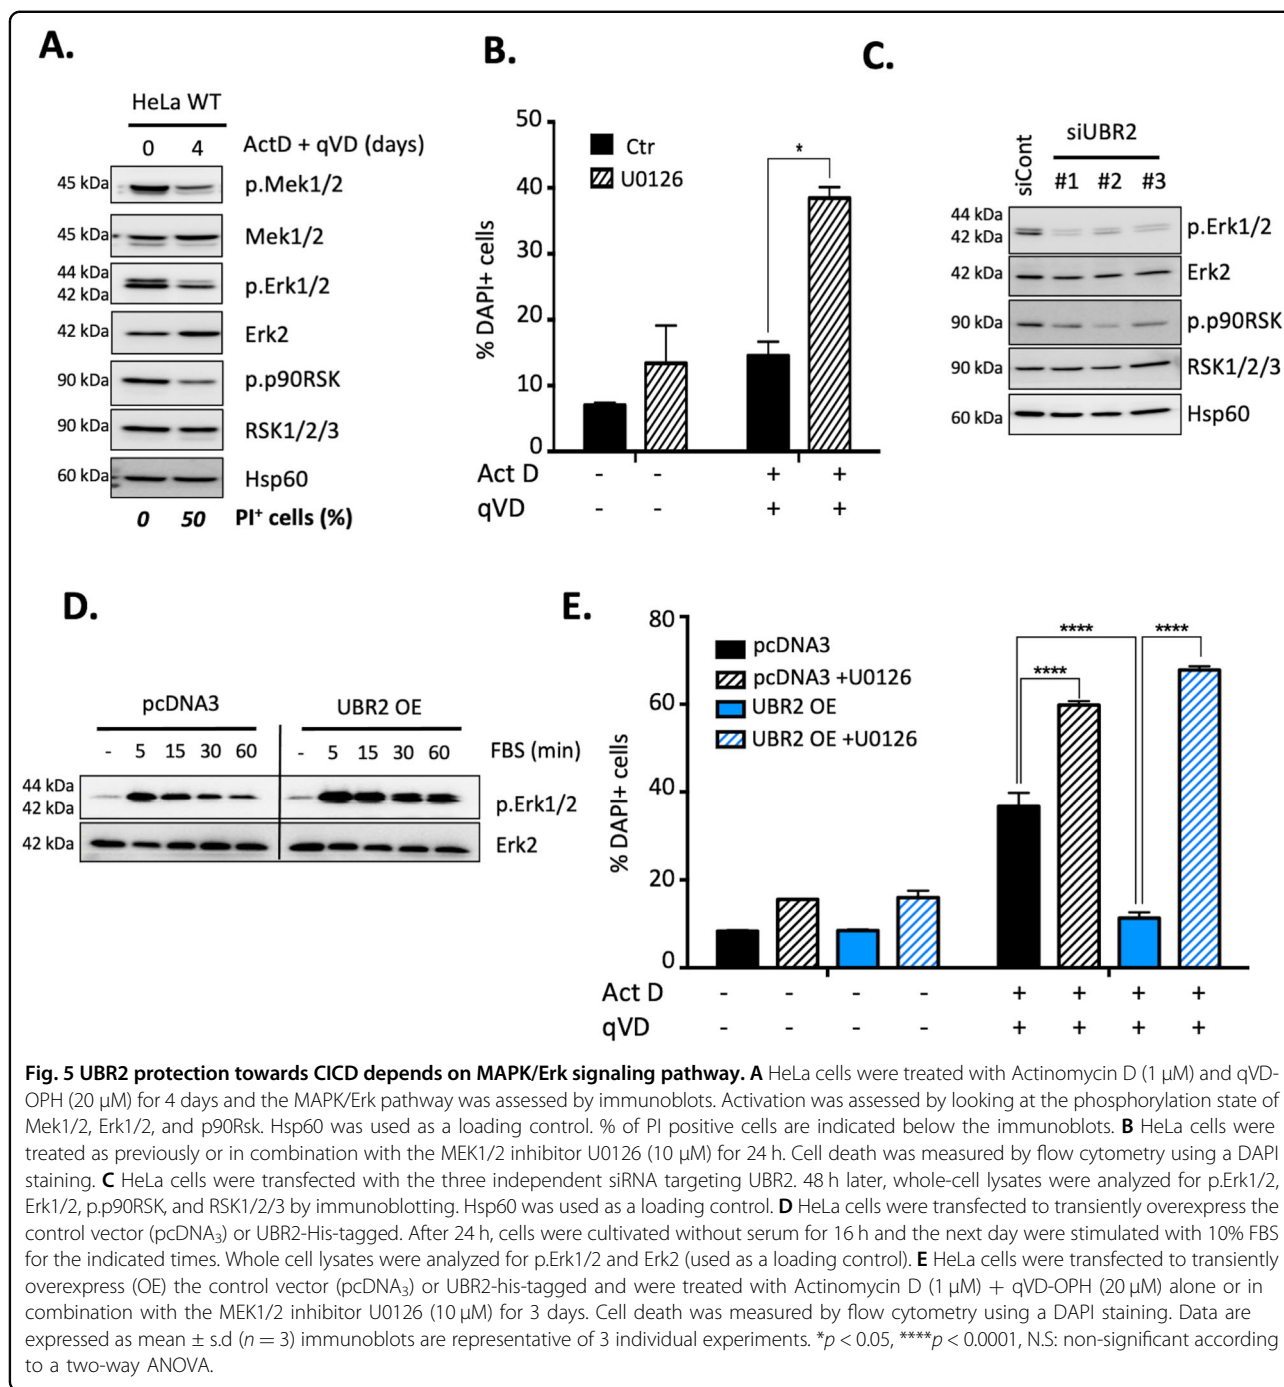 A.
HeLa WT
0 4 ActD + qVD (days)
45 kDa p.Mek1/2
45 kDa Mek1/2
44 kDa
42 kDa p.Erk1/2
42 kDa Erk2
90 kDa p.p90RSK
90 kDa RSK1/2/3
60 kDa Hsp60
0 50 PI⁺ cells (%)
B.
% DAPI+ cells
50
40
30
20
10
0
Ctr
U0126
*
Act D - - + +
qVD - - + +
C.
siCont
siUBR2
#1 #2 #3
44 kDa
42 kDa p.Erk1/2
42 kDa Erk2
90 kDa p.p90RSK
90 kDa RSK1/2/3
60 kDa Hsp60
D.
pcDNA3 UBR2 OE
- 5 15 30 60 - 5 15 30 60 FBS (min)
44 kDa
42 kDa p.Erk1/2
42 kDa Erk2
E.
% DAPI+ cells
80
60
40
20
0
pcDNA3
pcDNA3 +U0126
UBR2 OE
UBR2 OE +U0126
**** ****
****
Act D - - - - + + + +
qVD - - - - + + + +
Fig. 5 UBR2 protection towards CICD depends on MAPK/Erk signaling pathway. A HeLa cells were treated with Actinomycin D (1 μM) and qVD-
OPH (20 μM) for 4 days and the MAPK/Erk pathway was assessed by immunoblots. Activation was assessed by looking at the phosphorylation state of
Mek1/2, Erk1/2, and p90Rsk. Hsp60 was used as a loading control. % of PI positive cells are indicated below the immunoblots. B HeLa cells were
treated as previously or in combination with the MEK1/2 inhibitor U0126 (10 μM) for 24 h. Cell death was measured by flow cytometry using a DAPI
staining. C HeLa cells were transfected with the three independent siRNA targeting UBR2. 48 h later, whole-cell lysates were analyzed for p.Erk1/2,
Erk1/2, p.p90RSK, and RSK1/2/3 by immunoblotting. Hsp60 was used as a loading control. D HeLa cells were transfected to transiently overexpress the
control vector (pcDNA₃) or UBR2-His-tagged. After 24 h, cells were cultivated without serum for 16 h and the next day were stimulated with 10% FBS
for the indicated times. Whole cell lysates were analyzed for p.Erk1/2 and Erk2 (used as a loading control). E HeLa cells were transfected to transiently
overexpress (OE) the control vector (pcDNA₃) or UBR2-his-tagged and were treated with Actinomycin D (1 μM) + qVD-OPH (20 μM) alone or in
combination with the MEK1/2 inhibitor U0126 (10 μM) for 3 days. Cell death was measured by flow cytometry using a DAPI staining. Data are
expressed as mean ± s.d (n = 3) immunoblots are representative of 3 individual experiments. *p < 0.05, ****p < 0.0001, N.S: non-significant according
to a two-way ANOVA.